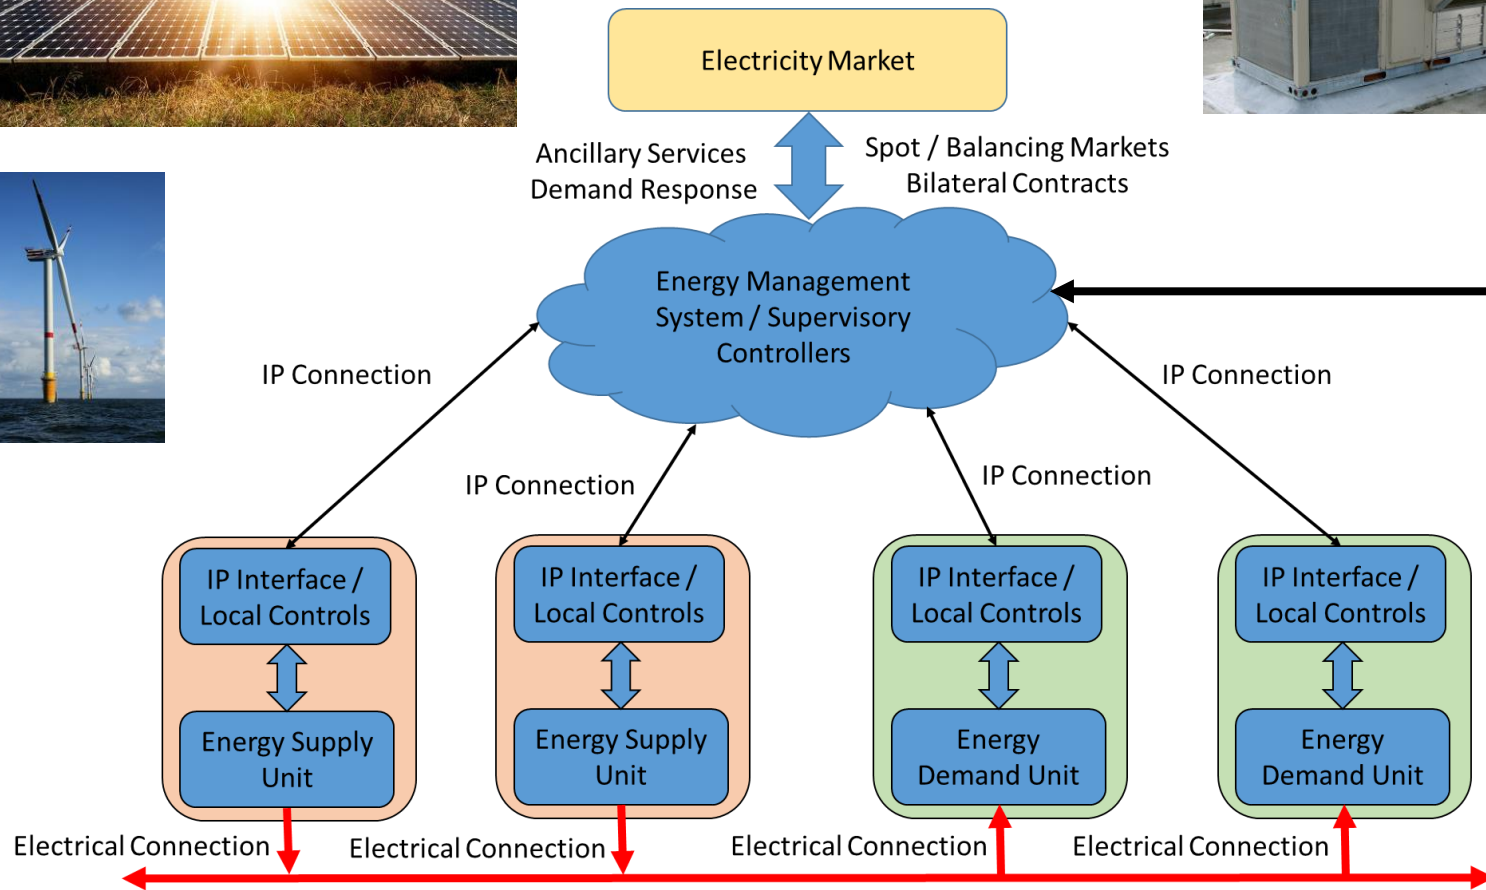 Electricity Market
Ancillary Services
Demand Response
Spot / Balancing Markets
Bilateral Contracts
Energy Management
System / Supervisory
Controllers
IP Connection
IP Connection
IP Connection
IP Connection
IP Interface /
Local Controls
IP Interface /
Local Controls
IP Interface /
Local Controls
IP Interface /
Local Controls
Energy Supply
Unit
Energy Supply
Unit
Energy
Demand Unit
Energy
Demand Unit
Electrical Connection
Electrical Connection
Electrical Connection
Electrical Connection